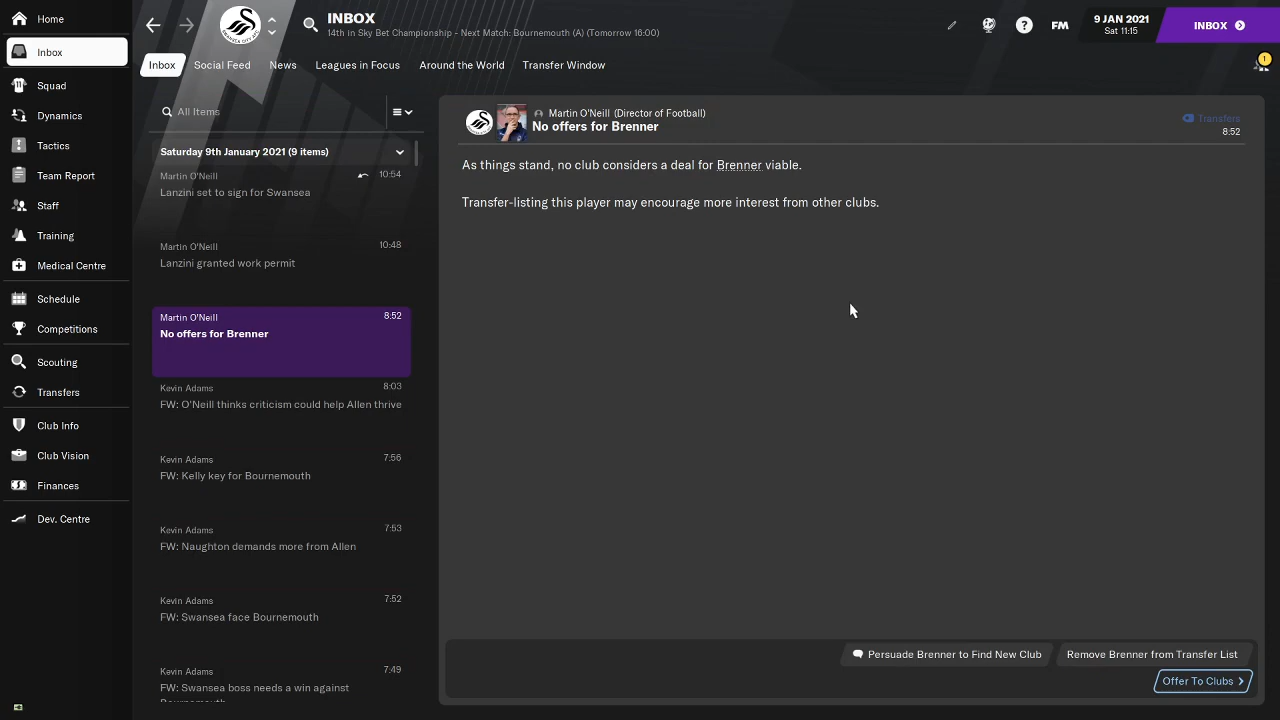 Home
Inbox
Squad
Dynamics
Tactics
Team Report
Staff
Training
Medical Centre
Schedule
Competitions
Scouting
Transfers
Club Info
Club Vision
Finances
Dev. Centre
INBOX
14th in Sky Bet Championship - Next Match: Bournemouth (A) (Tomorrow 16:00)
?
FM
9 JAN 2021
Sat 11:15
INBOX
Inbox
Social Feed
News
Leagues in Focus
Around the World
Transfer Window
1
All Items
Saturday 9th January 2021 (9 items)
Martin O'Neill 10:54
Lanzini set to sign for Swansea
Martin O'Neill 10:48
Lanzini granted work permit
Martin O'Neill 8:52
No offers for Brenner
Kevin Adams 8:03
FW: O'Neill thinks criticism could help Allen thrive
Kevin Adams 7:56
FW: Kelly key for Bournemouth
Kevin Adams 7:53
FW: Naughton demands more from Allen
Kevin Adams 7:52
FW: Swansea face Bournemouth
Kevin Adams 7:49
FW: Swansea boss needs a win against
Bournemouth
Martin O'Neill (Director of Football)
No offers for Brenner
Transfers
8:52
As things stand, no club considers a deal for Brenner viable.
Transfer-listing this player may encourage more interest from other clubs.
Persuade Brenner to Find New Club
Remove Brenner from Transfer List
Offer To Clubs